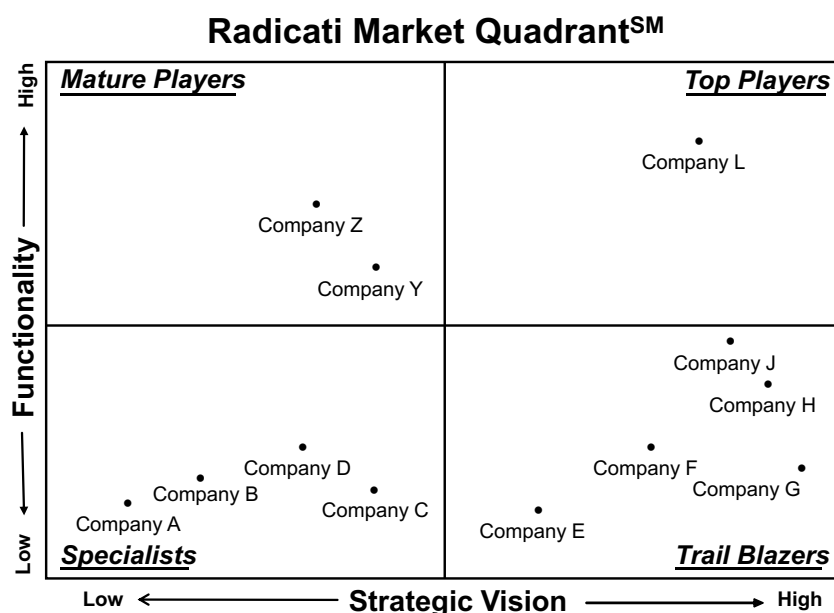 Radicati Market Quadrant℠
Mature Players
Top Players
High
Functionality
Low
Company L
Company Z
Company Y
Company J
Company H
Company D
Company F
Company B
Company G
Company C
Company A
Company E
Specialists
Trail Blazers
Low
Strategic Vision
High